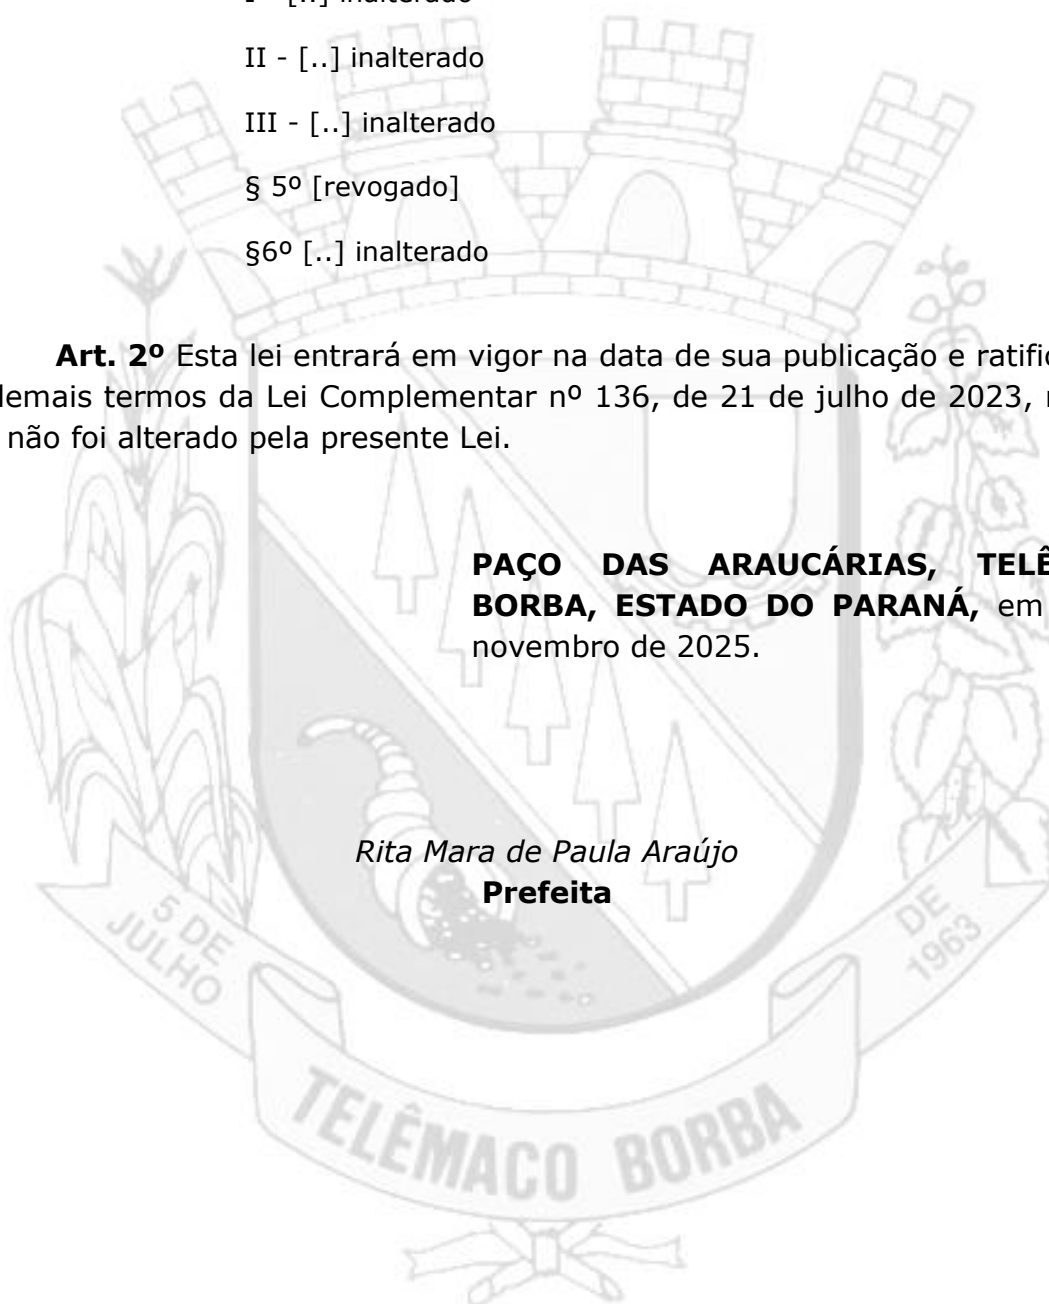 I - [..] inalterado
II - [..] inalterado
III - [..] inalterado
§ 5º [revogado]
§6º [..] inalterado
Art. 2º Esta lei entrará em vigor na data de sua publicação e
demais termos da Lei Complementar nº 136, de 21 de julho de 2023,
não foi alterado pela presente Lei.
PAÇO DAS ARAUCÁRIAS,
BORBA, ESTADO DO PARANÁ, em
novembro de 2025.
Rita Mara de Paula Araújo
Prefeita
5 DE
JULHO
DE
1963
TELÊMACO BORBA